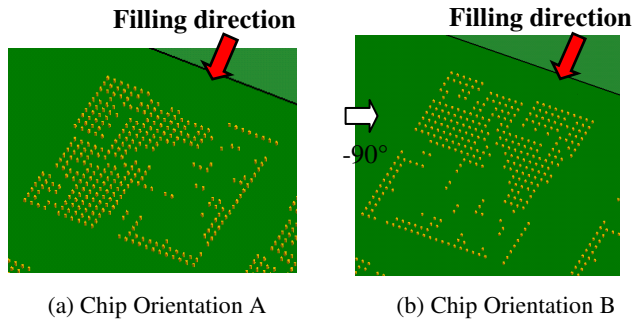 Filling direction
Filling direction
-90°
(a) Chip Orientation A
(b) Chip Orientation B